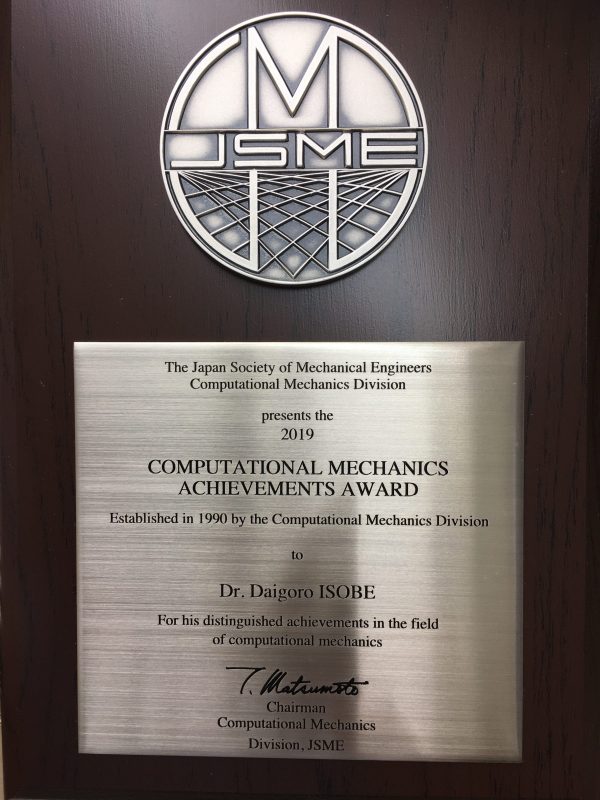 JSME
The Japan Society of Mechanical Engineers
Computational Mechanics Division
presents the
2019
COMPUTATIONAL MECHANICS
ACHIEVEMENTS AWARD
Established in 1990 by the Computational Mechanics Division
to
Dr. Daigoro ISOBE
For his distinguished achievements in the field
of computational mechanics
T. Matsumoto
Chairman
Computational Mechanics
Division, JSME